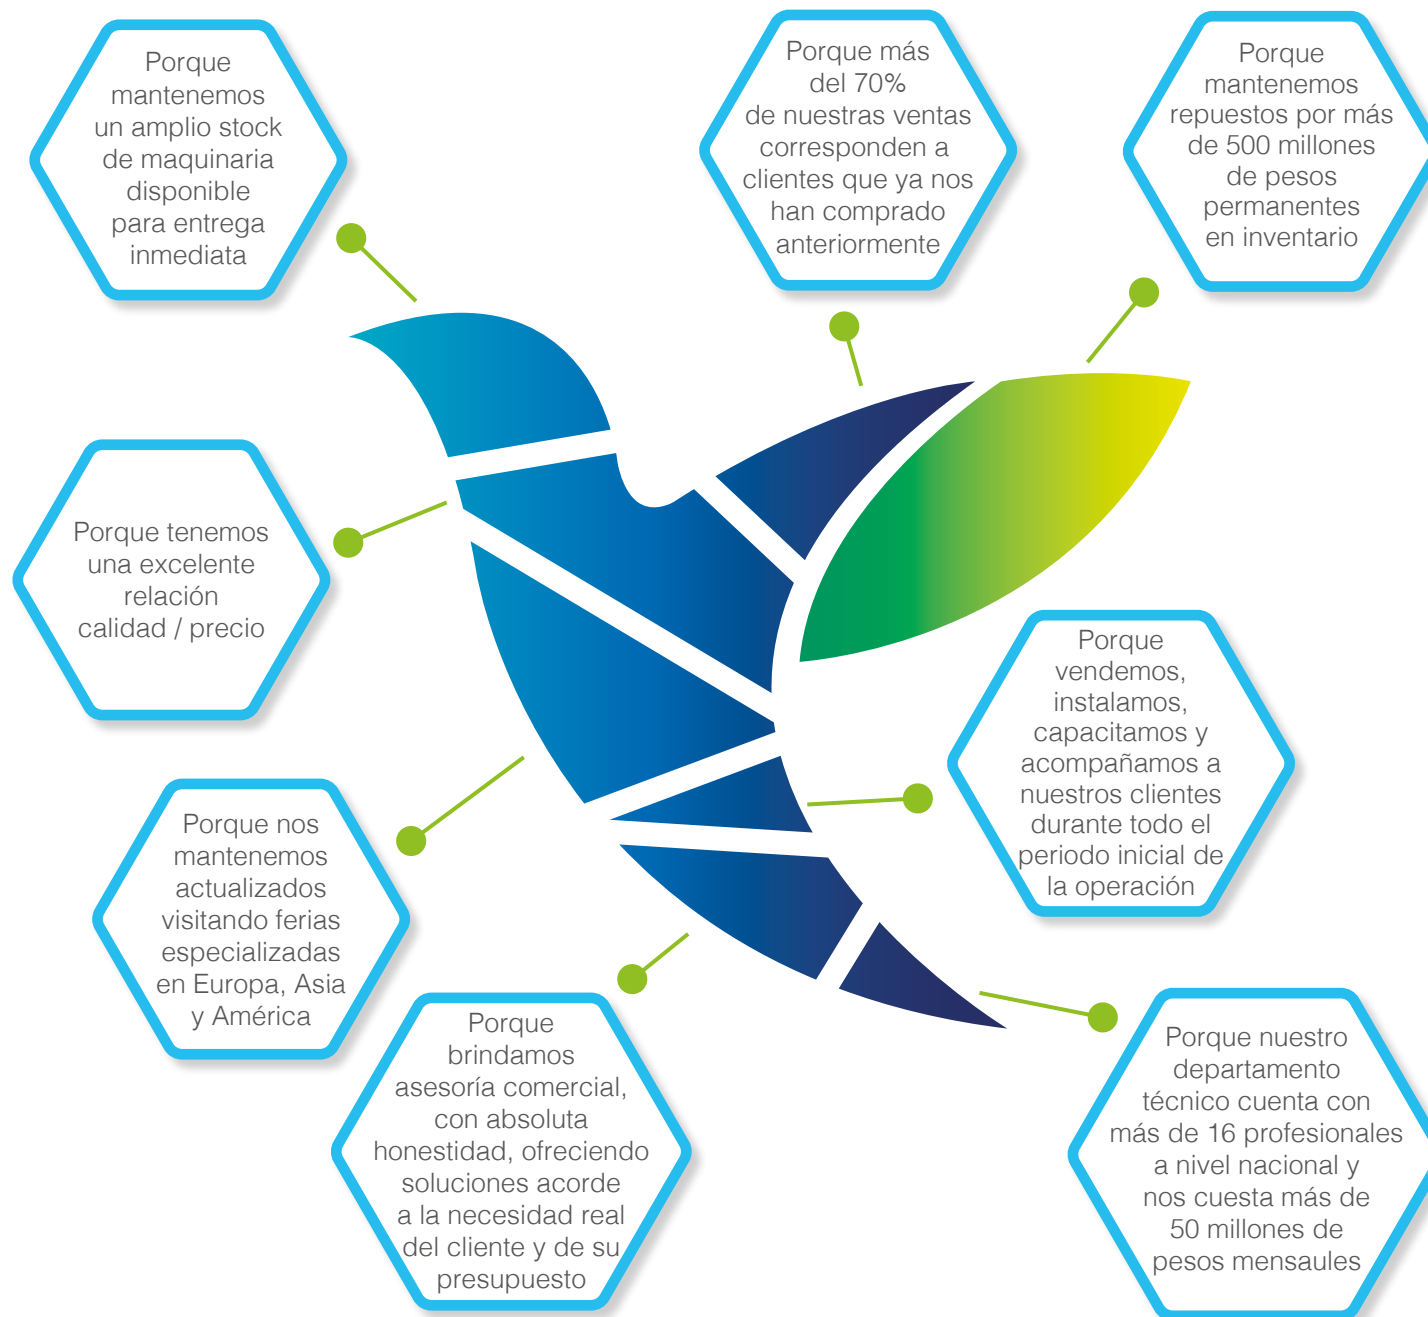 Porque
mantenemos
un amplio stock
de maquinaria
disponible
para entrega
inmediata
Porque más
del 70%
de nuestras ventas
corresponden a
clientes que ya nos
han comprado
anteriormente
Porque
mantenemos
repuestos por más
de 500 millones
de pesos
permanentes
en inventario
Porque tenemos
una excelente
relación
calidad / precio
Porque
vendemos,
instalamos,
capacitamos y
acompañamos a
nuestros clientes
durante todo el
periodo inicial de
la operación
Porque nos
mantenemos
actualizados
visitando ferias
especializadas
en Europa, Asia
y América
Porque
brindamos
asesoría comercial,
con absoluta
honestidad, ofreciendo
soluciones acorde
a la necesidad real
del cliente y de su
presupuesto
Porque nuestro
departamento
técnico cuenta con
más de 16 profesionales
a nivel nacional y
nos cuesta más de
50 millones de
pesos mensaules